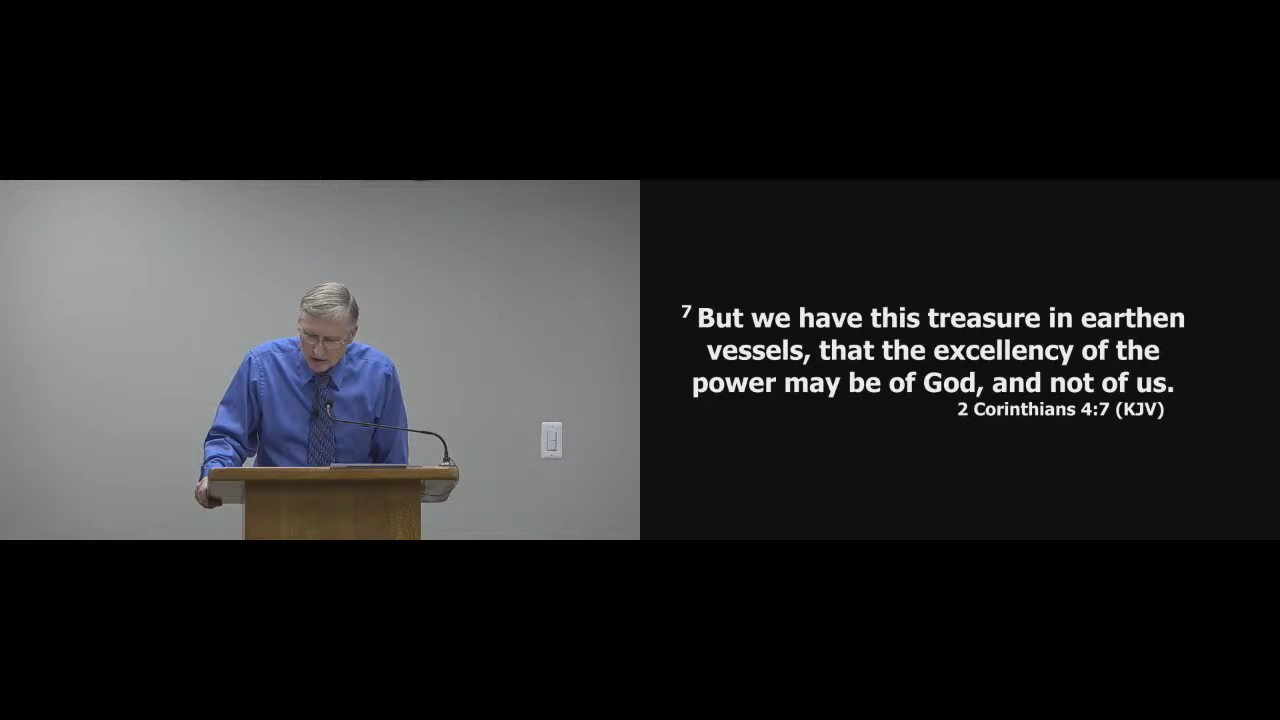 7 But we have this treasure in earthen
vessels, that the excellency of the
power may be of God, and not of us.
2 Corinthians 4:7 (KJV)